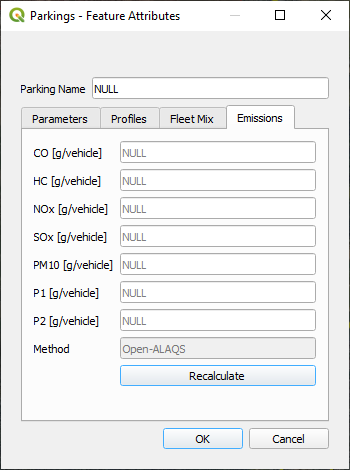 Parkings - Feature Attributes
Parking Name NULL
Parameters Profiles Fleet Mix Emissions
CO [g/vehicle] NULL
HC [g/vehicle] NULL
NOx [g/vehicle] NULL
SOx [g/vehicle] NULL
PM10 [g/vehicle] NULL
P1 [g/vehicle] NULL
P2 [g/vehicle] NULL
Method Open-ALAQS
Recalculate
OK Cancel